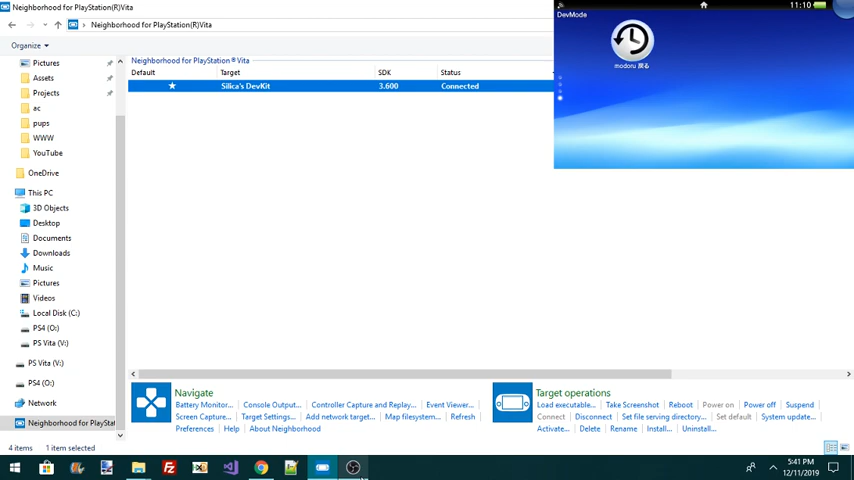 Neighborhood for PlayStation(R)Vita
Neighborhood for PlayStation(R)Vita
Organize
Pictures
Assets
Projects
ac
pups
WWW
YouTube
OneDrive
This PC
3D Objects
Desktop
Documents
Downloads
Music
Pictures
Videos
Local Disk (C:)
PS4 (O:)
PS Vita (V:)
PS Vita (V:)
PS4 (O:)
Network
Neighborhood for PlayStat
4 items 1 item selected
Neighborhood for PlayStation®Vita
Default Target SDK Status
Silica's DevKit 3.600 Connected
DevMode 11:10
modoru 戻る
Navigate
Battery Monitor... Console Output... Controller Capture and Replay... Event Viewer...
Screen Capture... Target Settings... Add network target... Map filesystem... Refresh
Preferences Help About Neighborhood
Target operations
Load executable... Take Screenshot Reboot Power on Power off Suspend
Connect Disconnect Set file serving directory... Set default System update...
Activate... Delete Rename Install... Uninstall...
5:41 PM
12/11/2019